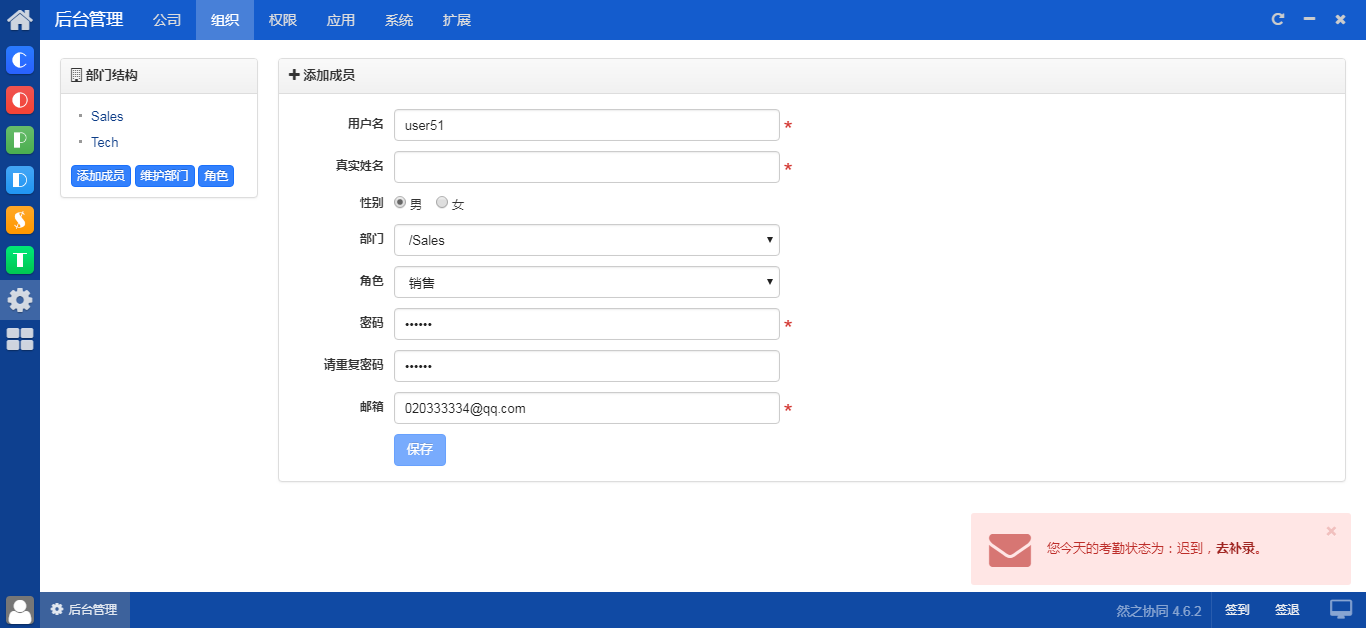 后台管理 公司 组织 权限 应用 系统 扩展
部门结构
Sales
Tech
添加成员 维护部门 角色
添加成员
用户名 user51 *
真实姓名 *
性别 男 女
部门 /Sales
角色 销售
密码 •••••• *
请重复密码 ••••••
邮箱 020333334@qq.com *
保存
您今天的考勤状态为：迟到，去补录。
后台管理 然之协同 4.6.2 签到 签退